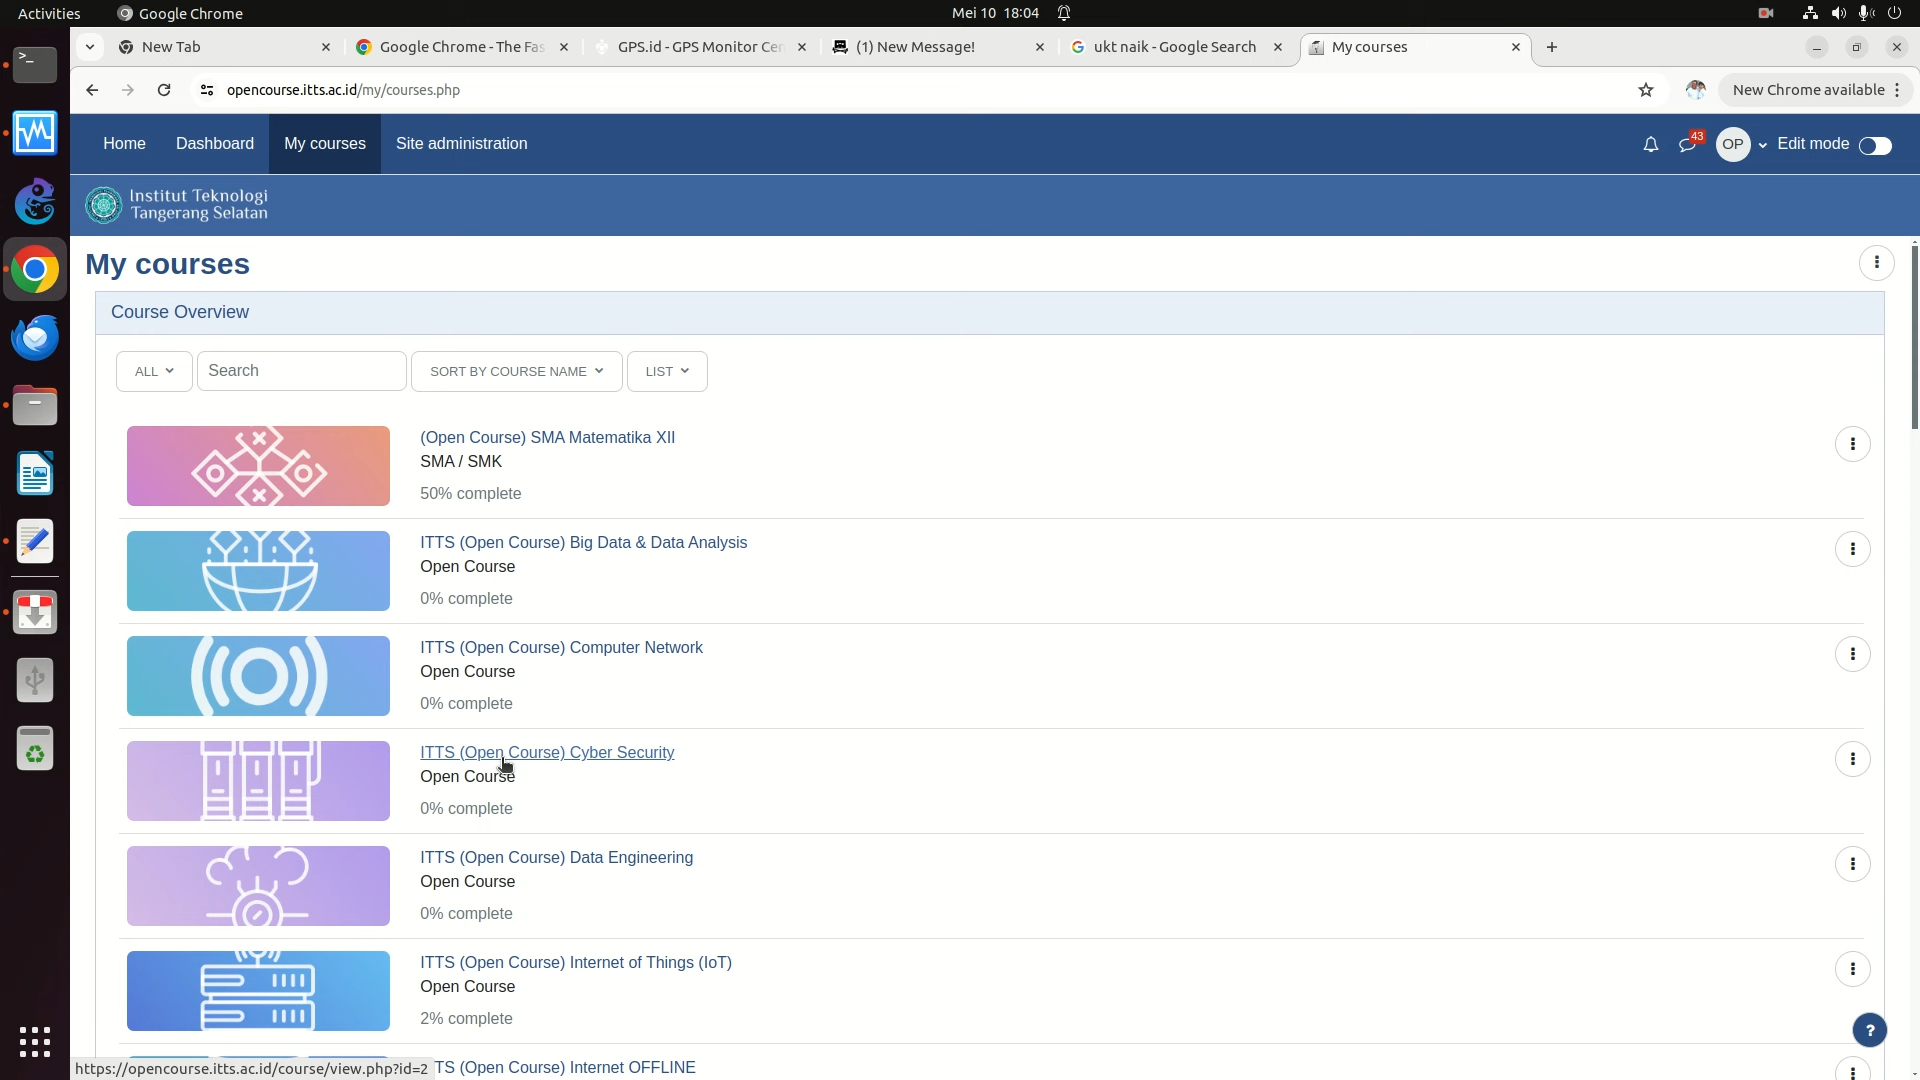 Activities Google Chrome Mei 10 18:04
New Tab Google Chrome - The Fas GPS.id - GPS Monitor Cen (1) New Message! ukt naik - Google Search My courses
opencourse.itts.ac.id/my/courses.php New Chrome available
Home Dashboard My courses Site administration 43 OP Edit mode
Institut Teknologi
Tangerang Selatan
My courses
Course Overview
ALL Search SORT BY COURSE NAME LIST
(Open Course) SMA Matematika XII
SMA / SMK
50% complete
ITTS (Open Course) Big Data & Data Analysis
Open Course
0% complete
ITTS (Open Course) Computer Network
Open Course
0% complete
ITTS (Open Course) Cyber Security
Open Course
0% complete
ITTS (Open Course) Data Engineering
Open Course
0% complete
ITTS (Open Course) Internet of Things (IoT)
Open Course
2% complete
?
TS (Open Course) Internet OFFLINE
https://opencourse.itts.ac.id/course/view.php?id=2